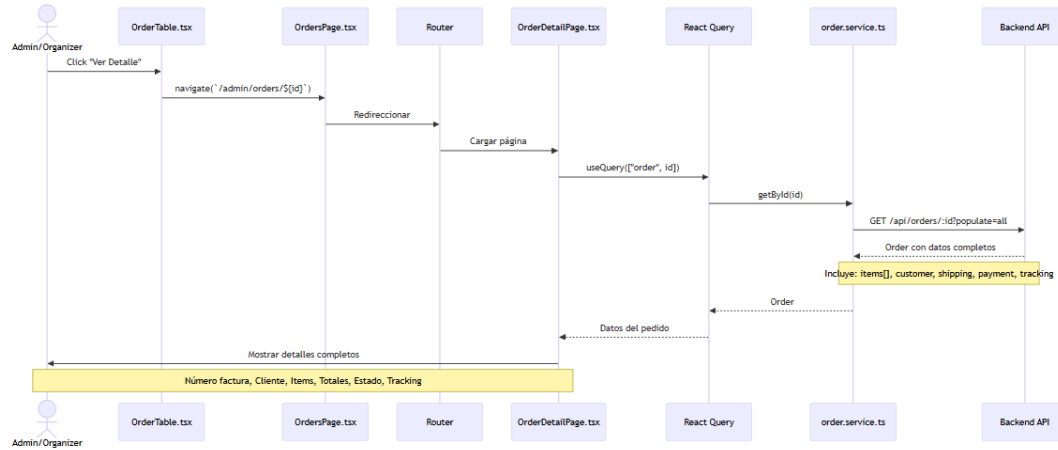 OrderTable.tsx
OrdersPage.tsx
Router
OrderDetailPage.tsx
React Query
order.service.ts
Backend API
Admin/Organizer
Click "Ver Detalle"
navigate(`/admin/orders/${id}`)
Redireccionar
Cargar página
useQuery(["order", id])
getById(id)
GET /api/orders/:id?populate=all
Order con datos completos
Incluye: items[], customer, shipping, payment, tracking
Order
Datos del pedido
Mostrar detalles completos
Número factura, Cliente, Items, Totales, Estado, Tracking
OrderTable.tsx
OrdersPage.tsx
Router
OrderDetailPage.tsx
React Query
order.service.ts
Backend API
Admin/Organizer